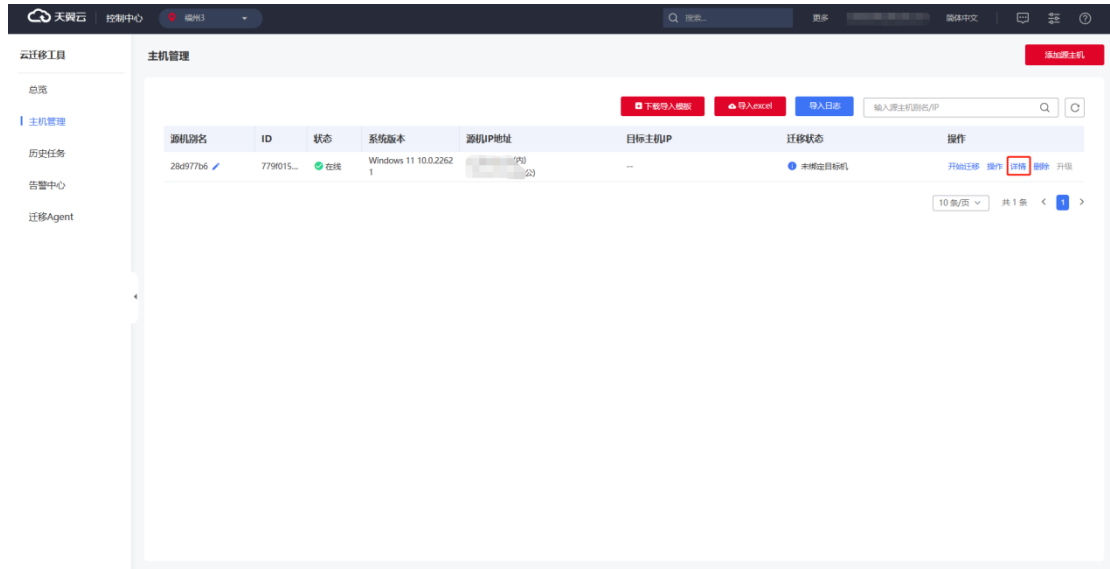 天翼云 控制中心 福州3 搜索... 更多 简体中文
云迁移工具
总览
主机管理
历史任务
告警中心
迁移Agent
主机管理 添加源主机
下载导入模板 导入excel 导入日志 输入源主机别名/IP
源机别名 ID 状态 系统版本 源机IP地址 目标主机IP 迁移状态 操作
28d977b6 779f015... 在线 Windows 11 10.0.2262 (内) -- 未绑定目标机 开始迁移 操作 详情 删除 升级
1 公)
10 条/页 共 1 条 < 1 >